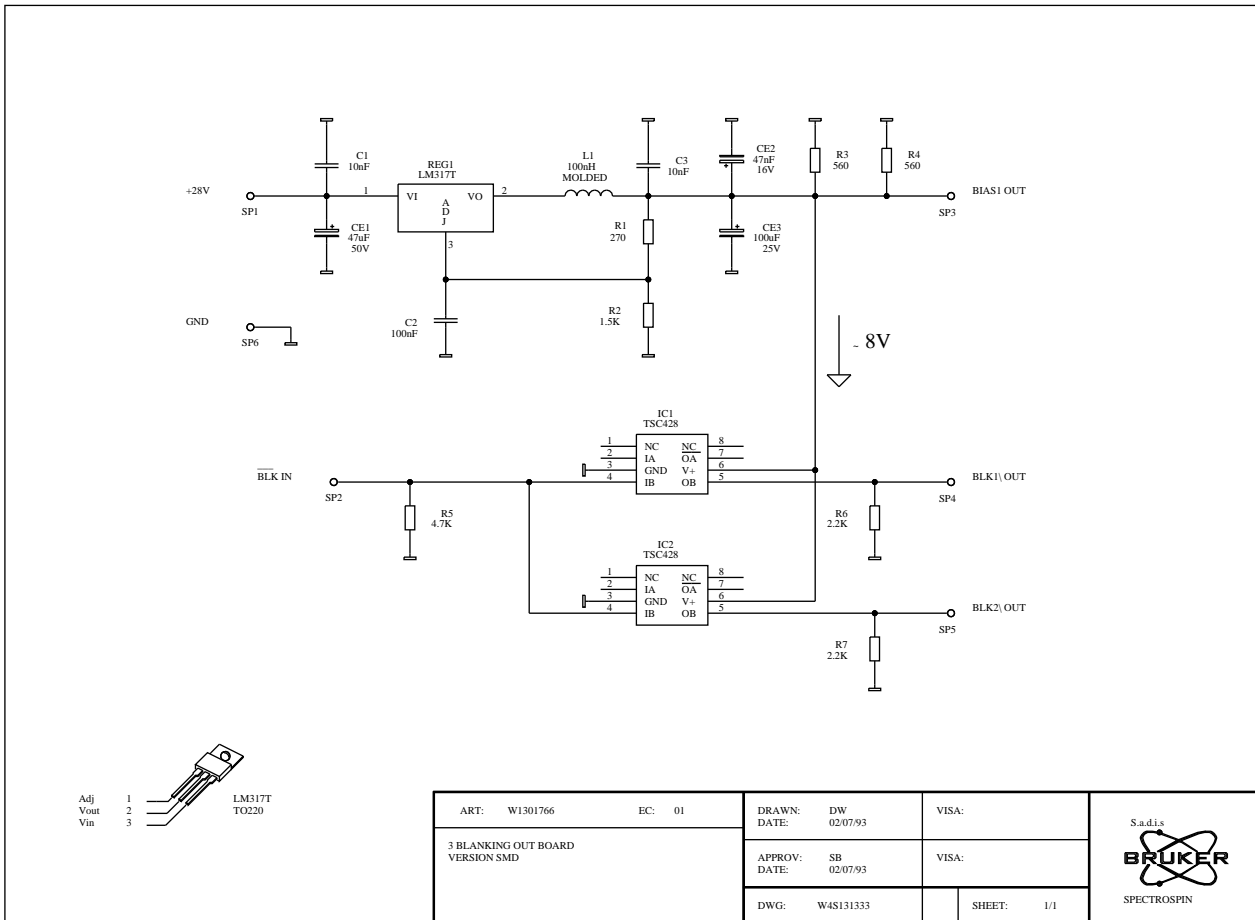 C1
10nF
REG1
LM317T
L1
100nH
MOLDED
C3
10nF
CE2
47nF
16V
+
R3
560
R4
560
+28V
SP1
1
VI
VO
A
D
J
2
3
BIAS1 OUT
SP3
CE1
47uF
50V
+
R1
270
CE3
100uF
25V
+
GND
SP6
C2
100nF
R2
1.5K
~ 8V
IC1
TSC428
1 NC NC 8
2 IA OA 7
3 GND V+ 6
4 IB OB 5
BLK IN
SP2
BLK1\ OUT
SP4
R5
4.7K
R6
2.2K
IC2
TSC428
1 NC NC 8
2 IA OA 7
3 GND V+ 6
4 IB OB 5
BLK2\ OUT
SP5
R7
2.2K
Adj 1
Vout 2
Vin 3
LM317T
TO220
ART: W1301766 EC: 01
3 BLANKING OUT BOARD
VERSION SMD
DRAWN: DW
DATE: 02/07/93
VISA:
APPROV: SB
DATE: 02/07/93
VISA:
DWG: W4S131333
SHEET: 1/1
S.a.d.i.s
BRUKER
SPECTROSPIN